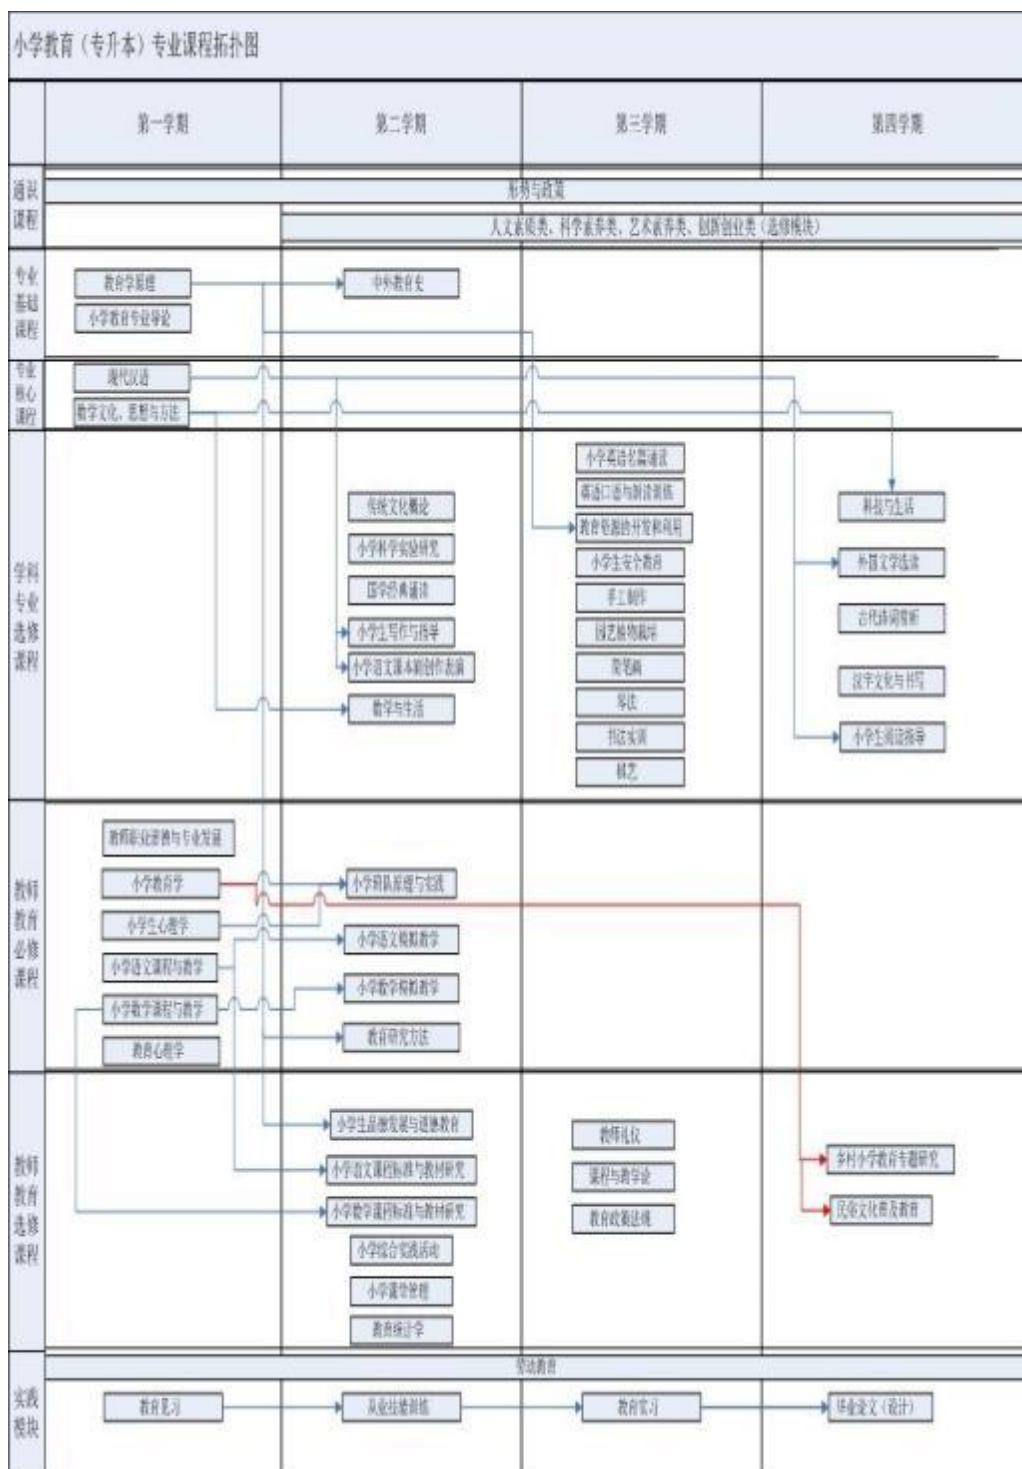 小学教育（专升本）专业课程拓扑图
第一学期
第二学期
第三学期
第四学期
通识
课程
形势与政策
人文素质类、科学素养类、艺术素养类、创新创业类（选修模块）
专业
基础
课程
教育学原理
中外教育史
小学教育专业导论
专业
核心
课程
现代汉语
数学文化、思想与方法
学科
专业
选修
课程
传统文化概论
小学科学实验研究
国学经典诵读
小学生写作与指导
小学语文课本剧创作表演
数学与生活
小学英语名篇诵读
英语口语与朗读训练
教育资源的开发和利用
小学生安全教育
手工制作
园艺植物栽培
简笔画
琴法
书法实训
棋艺
科技与生活
外国文学选读
古代诗词赏析
汉字文化与书写
小学生阅读指导
教师
教育
必修
课程
教师职业道德与专业发展
小学教育学
小学生心理学
小学语文课程与教学
小学数学课程与教学
教育心理学
小学班队原理与实践
小学语文模拟教学
小学数学模拟教学
教育研究方法
教师
教育
选修
课程
小学生品德发展与道德教育
小学语文课程标准与教材研究
小学数学课程标准与教材研究
小学综合实践活动
小学课堂管理
教育统计学
教师礼仪
课程与教学论
教育政策法规
乡村小学教育专题研究
民俗文化普及教育
实践
模块
劳动教育
教育见习
从业技能训练
教育实习
毕业论文（设计）